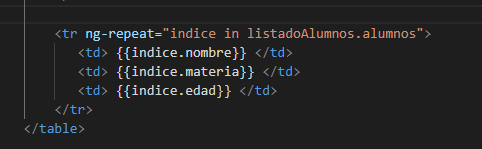 <tr ng-repeat="indice in listadoAlumnos.alumnos">
<td> {{indice.nombre}} </td>
<td> {{indice.materia}} </td>
<td> {{indice.edad}} </td>
</tr>
</table>